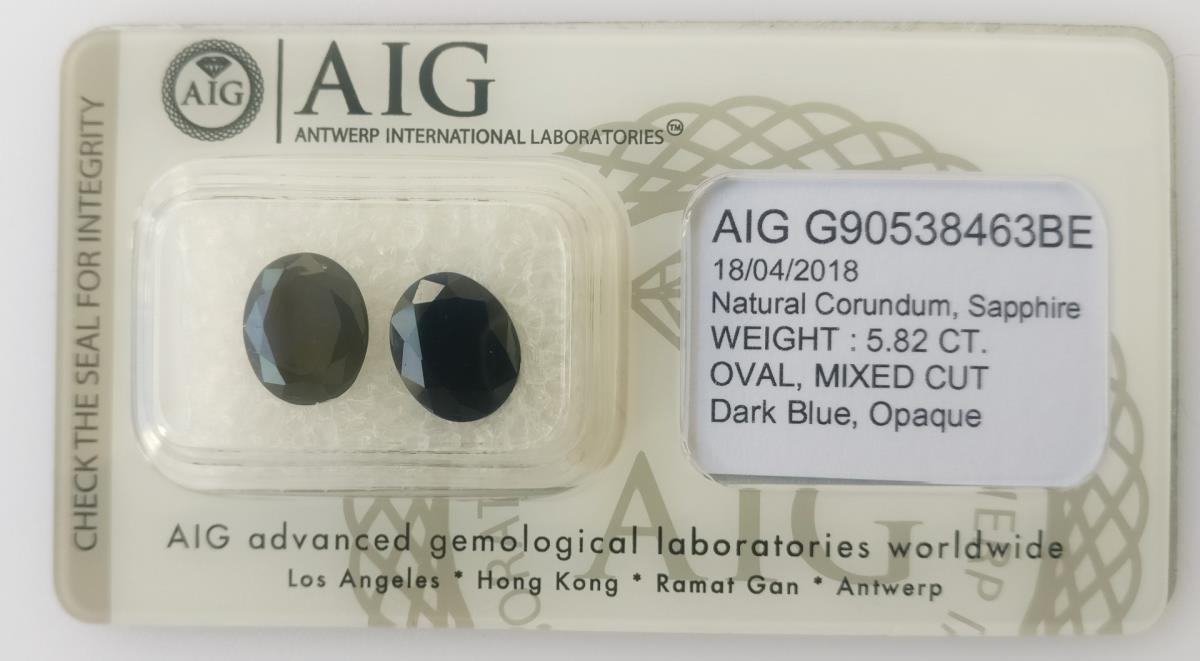 CHECK THE SEAL FOR INTEGRITY
AIG
AIG
ANTWERP INTERNATIONAL LABORATORIES™
AIG G90538463BE
18/04/2018
Natural Corundum, Sapphire
WEIGHT : 5.82 CT.
OVAL, MIXED CUT
Dark Blue, Opaque
AIG
AIG advanced gemological laboratories worldwide
Los Angeles * Hong Kong * Ramat Gan * Antwerp